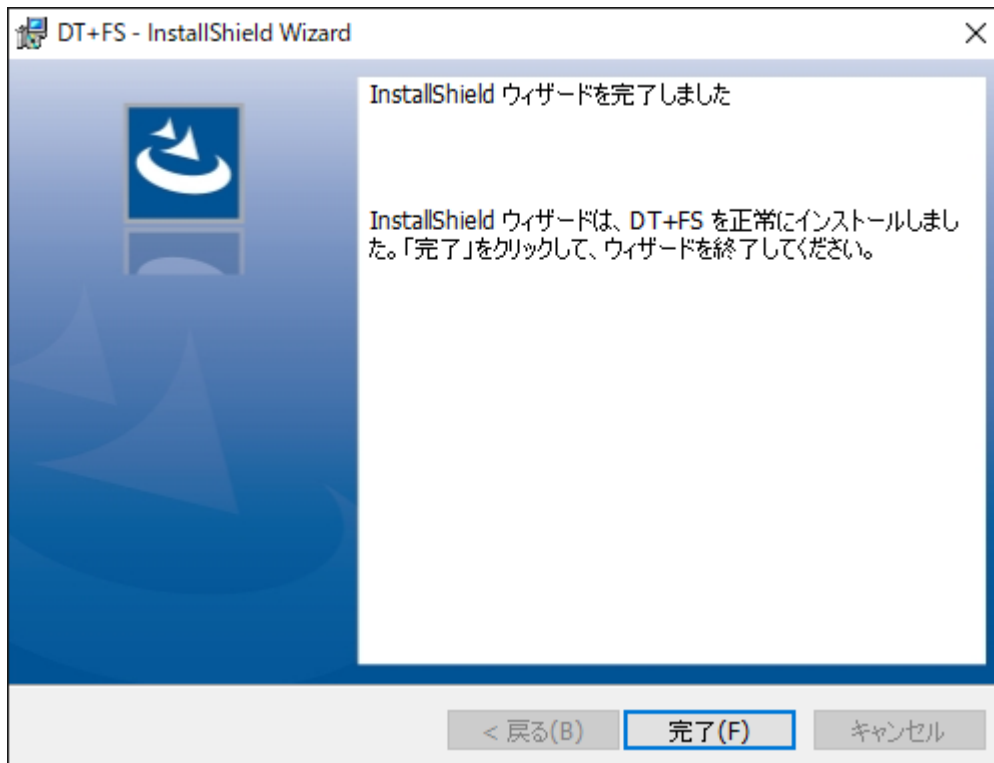 DT+FS - InstallShield Wizard
InstallShield ウィザードを完了しました
InstallShield ウィザードは、DT+FS を正常にインストールしまし
た。「完了」をクリックして、ウィザードを終了してください。
< 戻る(B) 完了(F) キャンセル